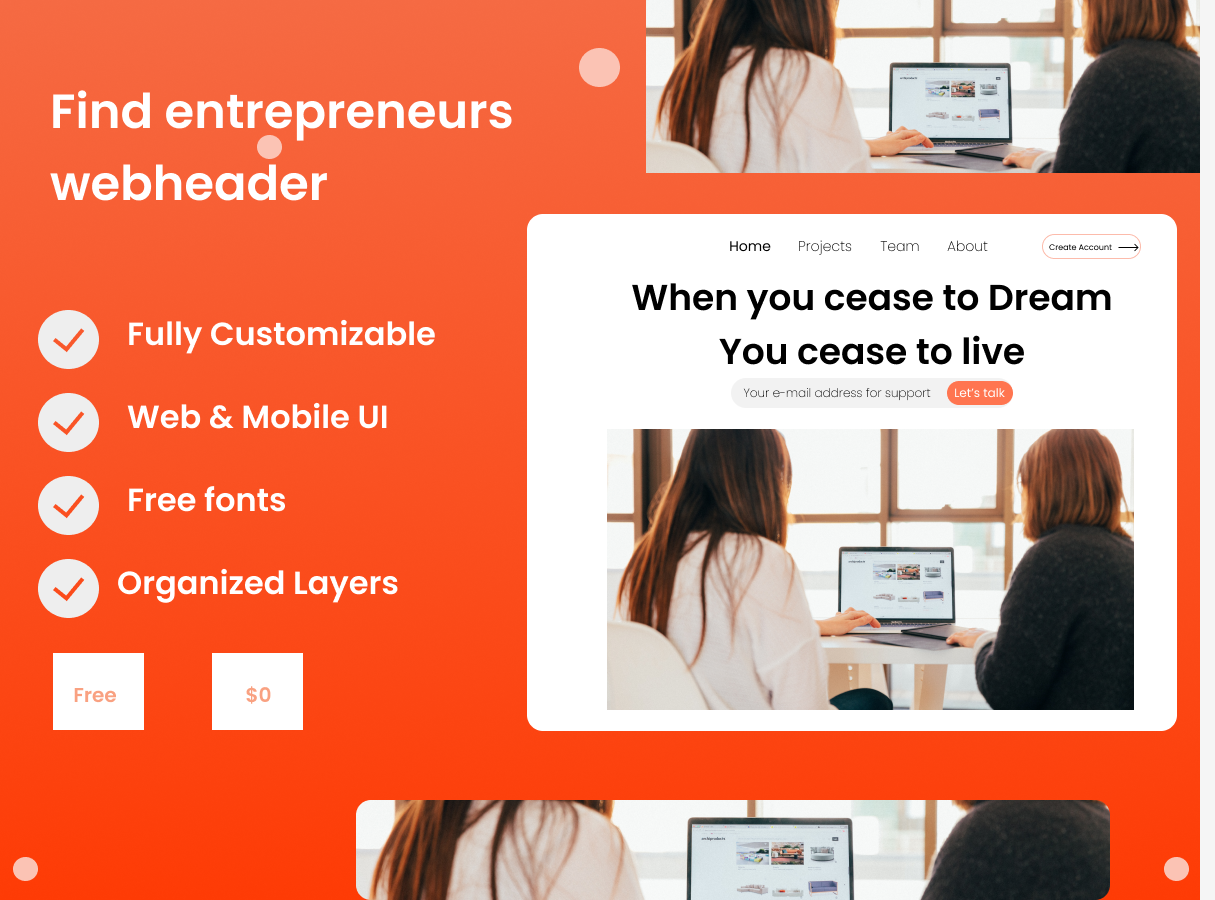 Find entrepreneurs
webheader
Fully Customizable
Web & Mobile UI
Free fonts
Organized Layers
Free
$0
Home
Projects
Team
About
Create Account
When you cease to Dream
You cease to live
Your e-mail address for support
Let's talk